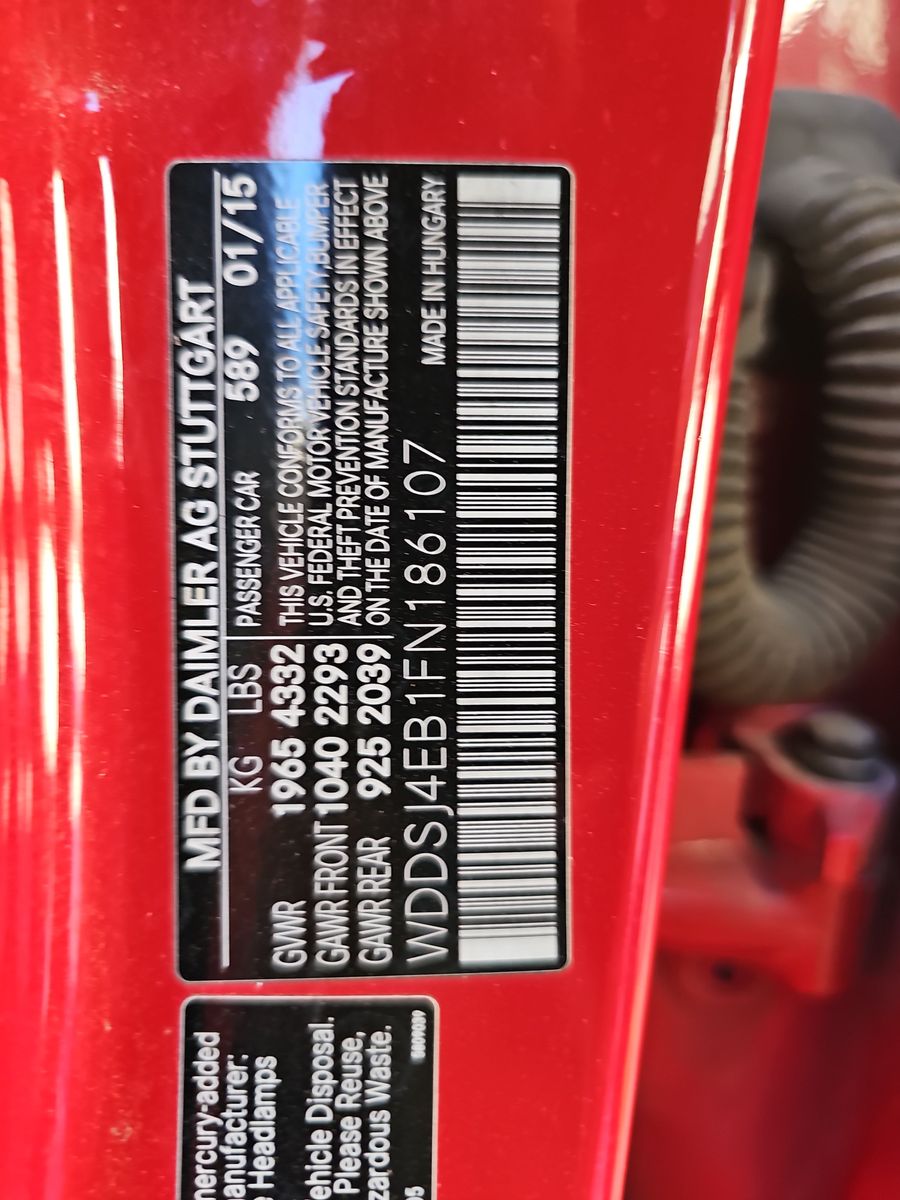 MFD BY DAIMLER AG STUTTGART
KG LBS PASSENGER CAR 589 01/15
GVWR 1965 4332 THIS VEHICLE CONFORMS TO ALL APPLICABLE
GAWR FRONT 1040 2293 U.S. FEDERAL MOTOR VEHICLE SAFETY, BUMPER
GAWR REAR 925 2039 AND THEFT PREVENTION STANDARDS IN EFFECT
ON THE DATE OF MANUFACTURE SHOWN ABOVE
WDDSJ4EB1FN186107 MADE IN HUNGARY
mercury-added
anufacturer:
e Headlamps
ehicle Disposal.
Please Reuse,
zardous Waste.
05